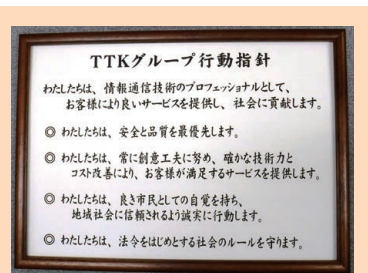 TTKグループ行動指針
わたしたちは、情報通信技術のプロフェッショナルとして、
お客様により良いサービスを提供し、社会に貢献します。
◎ わたしたちは、安全と品質を最優先します。
◎ わたしたちは、常に創意工夫に努め、確かな技術力と
コスト改善により、お客様が満足するサービスを提供します。
◎ わたしたちは、良き市民としての自覚を持ち、
地域社会に信頼されるよう誠実に行動します。
◎ わたしたちは、法令をはじめとする社会のルールを守ります。